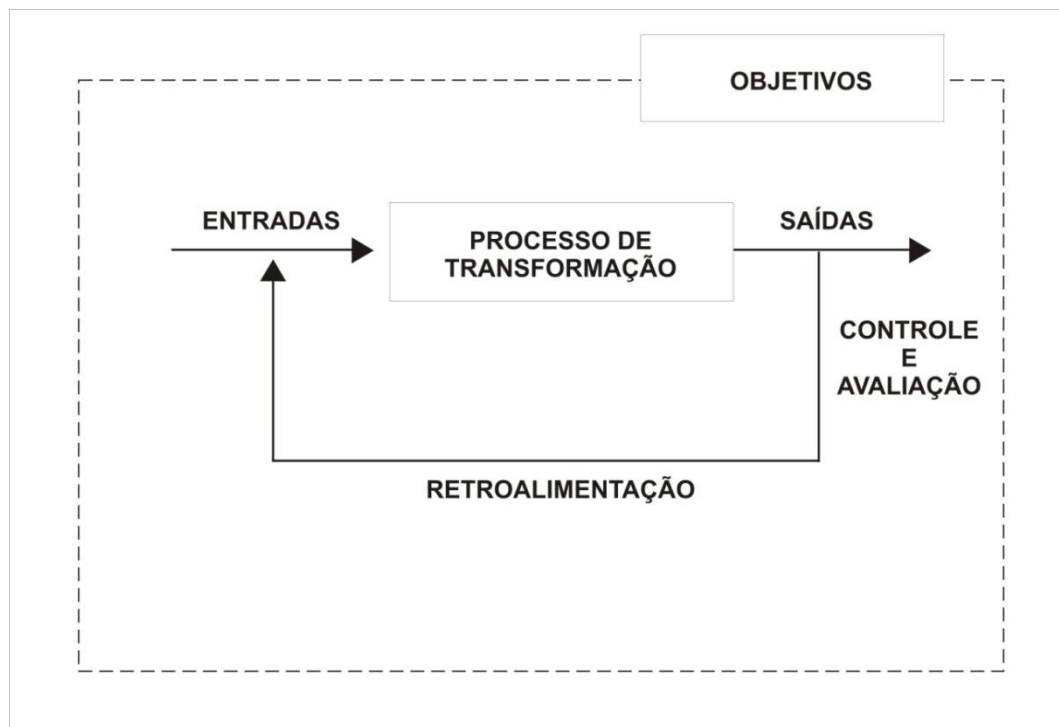 OBJETIVOS
ENTRADAS
PROCESSO DE
TRANSFORMAÇÃO
SAÍDAS
CONTROLE
E
AVALIAÇÃO
RETROALIMENTAÇÃO